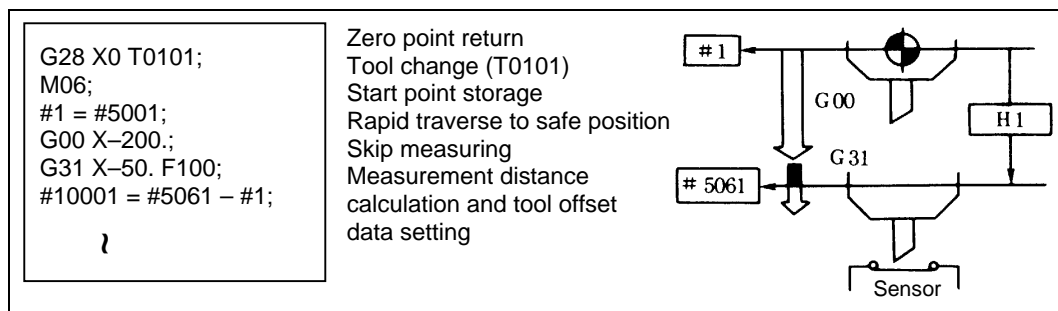 G28 X0 T0101;
M06;
#1 = #5001;
G00 X–200.;
G31 X–50. F100;
#10001 = #5061 – #1;
~
Zero point return
Tool change (T0101)
Start point storage
Rapid traverse to safe position
Skip measuring
Measurement distance
calculation and tool offset
data setting
#1
G00
H1
G31
#5061
Sensor